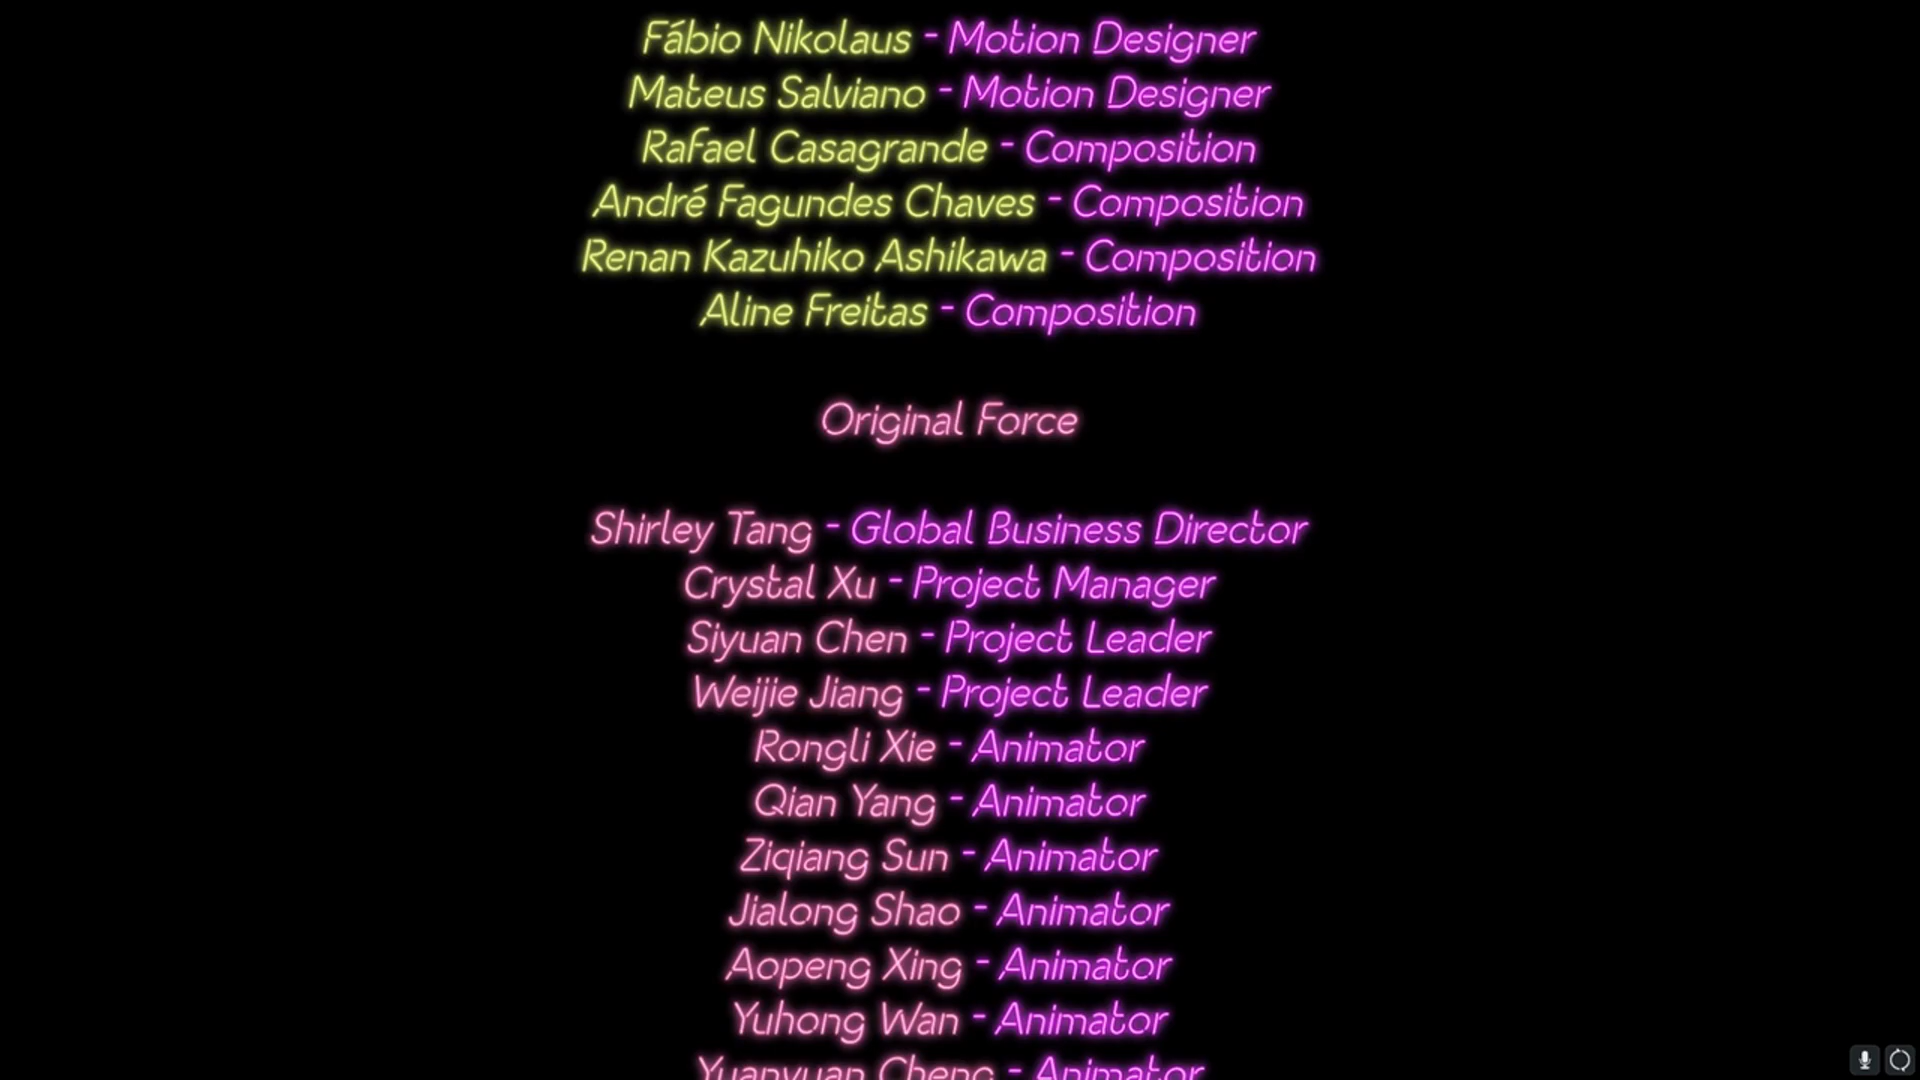 Fábio Nikolaus - Motion Designer
Mateus Salviano - Motion Designer
Rafael Casagrande - Composition
André Fagundes Chaves - Composition
Renan Kazuhiko Ashikawa - Composition
Aline Freitas - Composition
Original Force
Shirley Tang - Global Business Director
Crystal Xu - Project Manager
Siyuan Chen - Project Leader
Weijie Jiang - Project Leader
Rongli Xie - Animator
Qian Yang - Animator
Ziqiang Sun - Animator
Jialong Shao - Animator
Aopeng Xing - Animator
Yuhong Wan - Animator
Yuanyuan Cheng - Animator